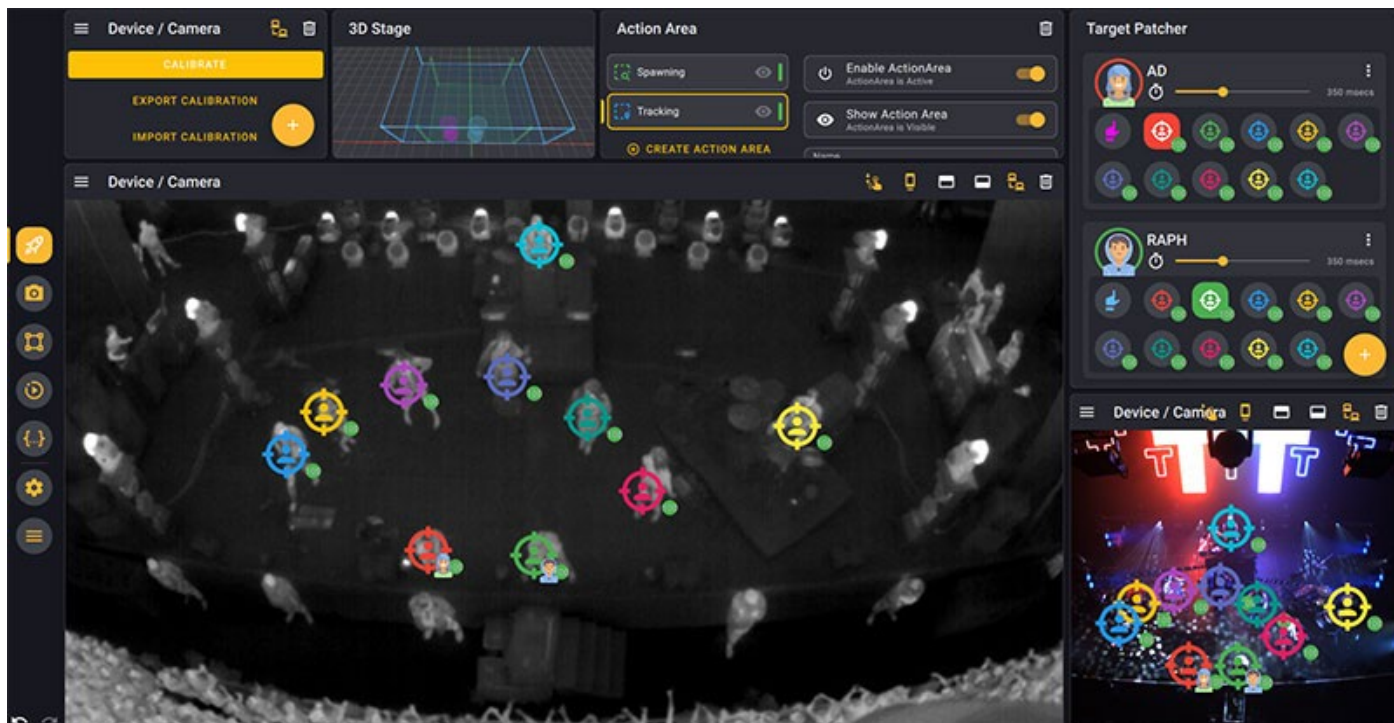 Device / Camera
CALIBRATE
EXPORT CALIBRATION
IMPORT CALIBRATION
3D Stage
Action Area
Spawning
Tracking
CREATE ACTION AREA
Enable ActionArea
ActionArea is Active
Show Action Area
ActionArea is Visible
Name
Target Patcher
AD
350 msecs
RAPH
350 msecs
Device / Camera
Device / Camera
T T T T